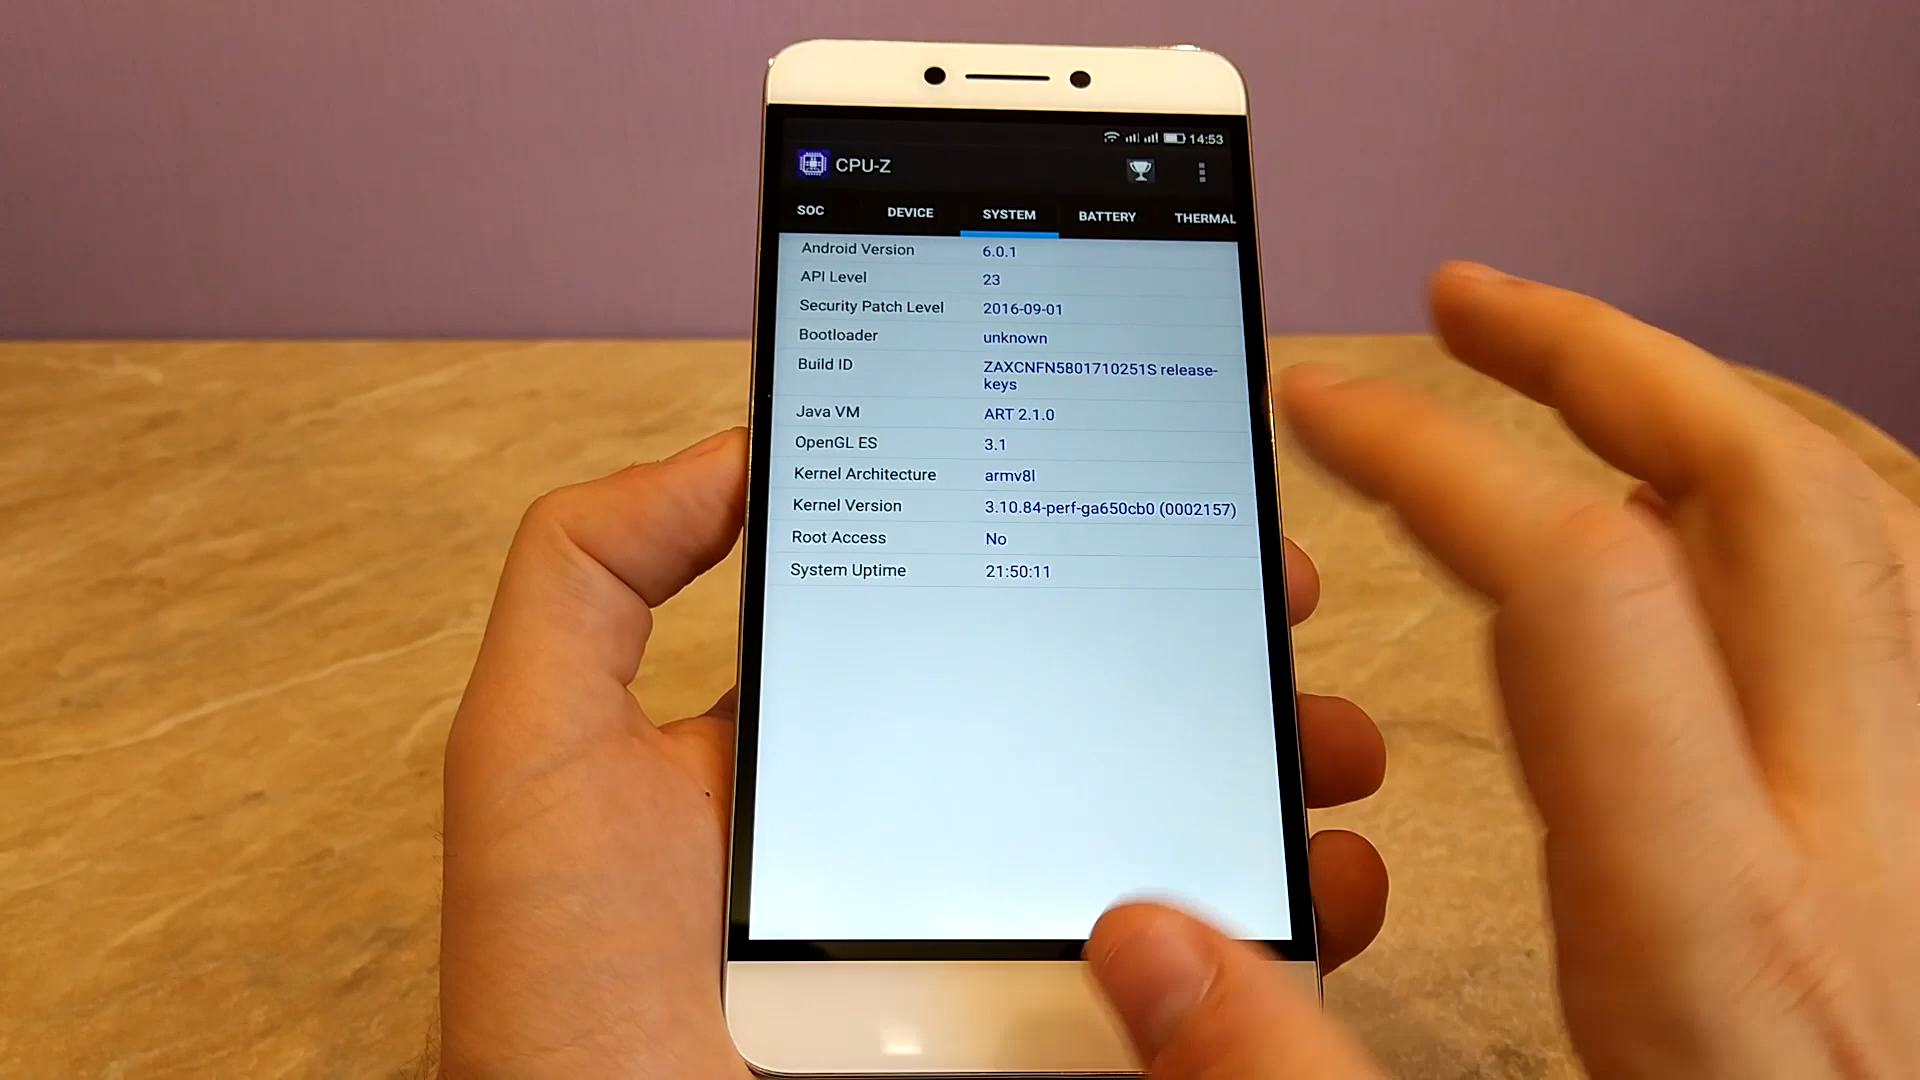 14:53
CPU-Z
SOC DEVICE SYSTEM BATTERY THERMAL
Android Version 6.0.1
API Level 23
Security Patch Level 2016-09-01
Bootloader unknown
Build ID ZAXCNFN5801710251S release-
keys
Java VM ART 2.1.0
OpenGL ES 3.1
Kernel Architecture armv8l
Kernel Version 3.10.84-perf-ga650cb0 (0002157)
Root Access No
System Uptime 21:50:11